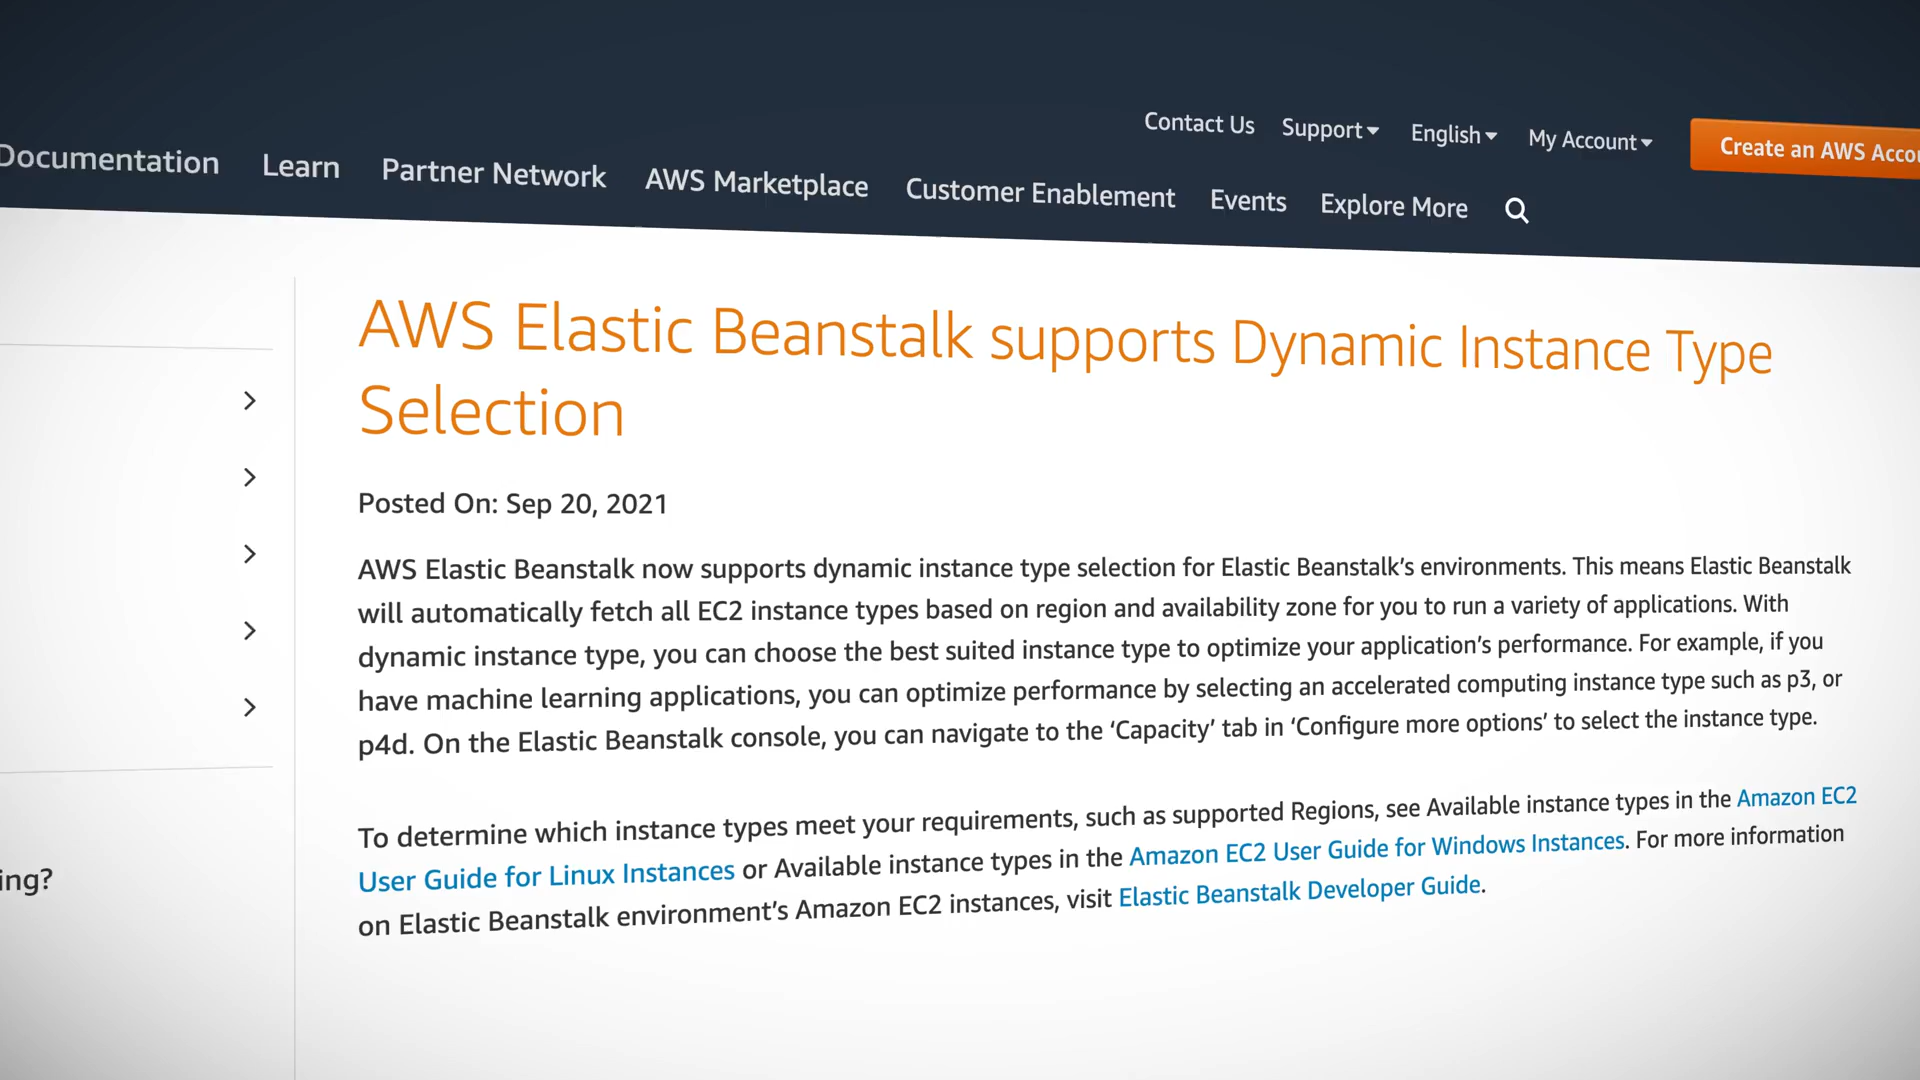 Contact Us Support English My Account Create an AWS
Documentation Learn Partner Network AWS Marketplace Customer Enablement Events Explore More
AWS Elastic Beanstalk supports Dynamic Instance Type
Selection
Posted On: Sep 20, 2021
AWS Elastic Beanstalk now supports dynamic instance type selection for Elastic Beanstalk’s environments. This means Elastic Beanstalk
will automatically fetch all EC2 instance types based on region and availability zone for you to run a variety of applications. With
dynamic instance type, you can choose the best suited instance type to optimize your application’s performance. For example, if you
have machine learning applications, you can optimize performance by selecting an accelerated computing instance type such as p3, or
p4d. On the Elastic Beanstalk console, you can navigate to the ‘Capacity’ tab in ‘Configure more options’ to select the instance type.
To determine which instance types meet your requirements, such as supported Regions, see Available instance types in the Amazon EC2
User Guide for Linux Instances or Available instance types in the Amazon EC2 User Guide for Windows Instances. For more information
on Elastic Beanstalk environment’s Amazon EC2 instances, visit Elastic Beanstalk Developer Guide.